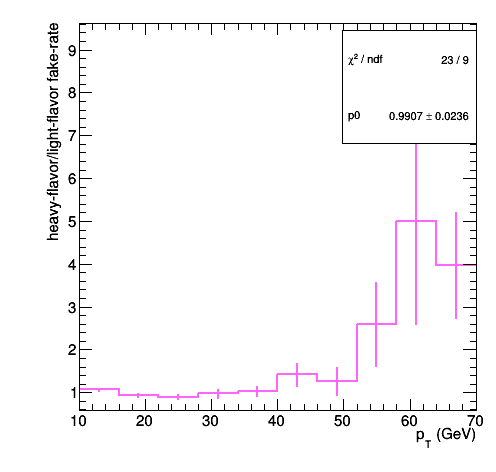 heavy-flavor/light-flavor fake-rate
χ² / ndf 23 / 9
p0 0.9907 ± 0.0236
9
8
7
6
5
4
3
2
1
10 20 30 40 50 60 70
p_T (GeV)